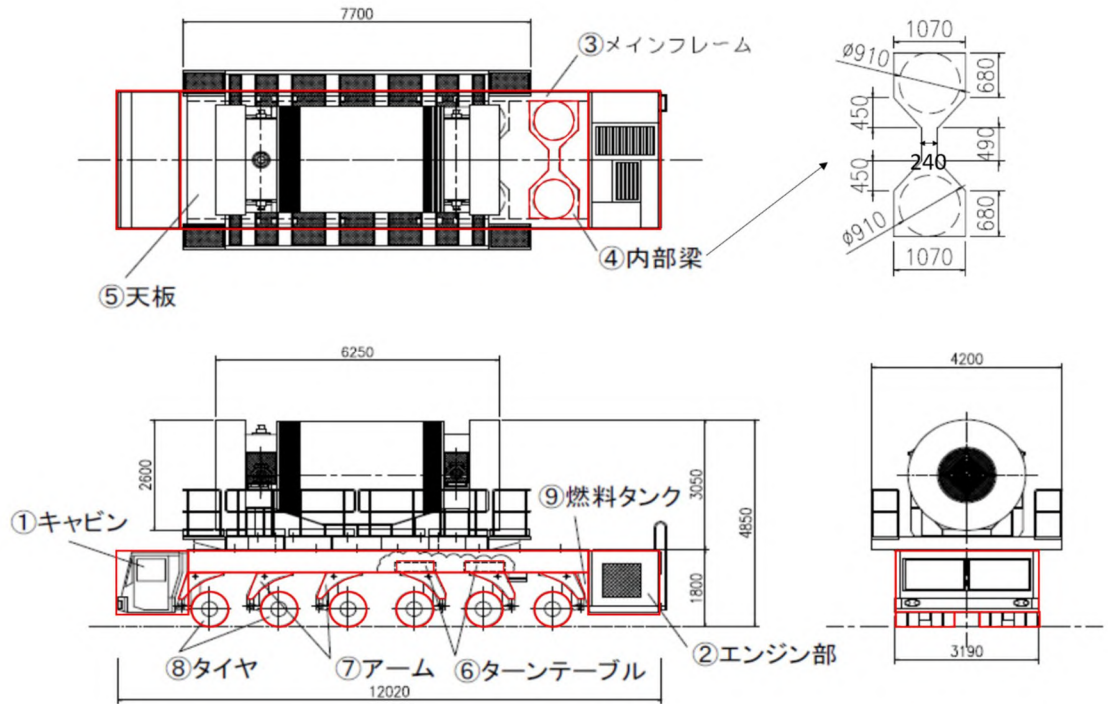 7700
③メインフレーム
④内部梁
⑤天板
1070
ø910
680
450
490
240
450
ø910
680
1070
6250
4200
2600
①キャビン
⑨燃料タンク
3050
4850
1800
⑧タイヤ
⑦アーム
⑥ターンテーブル
②エンジン部
3190
12020